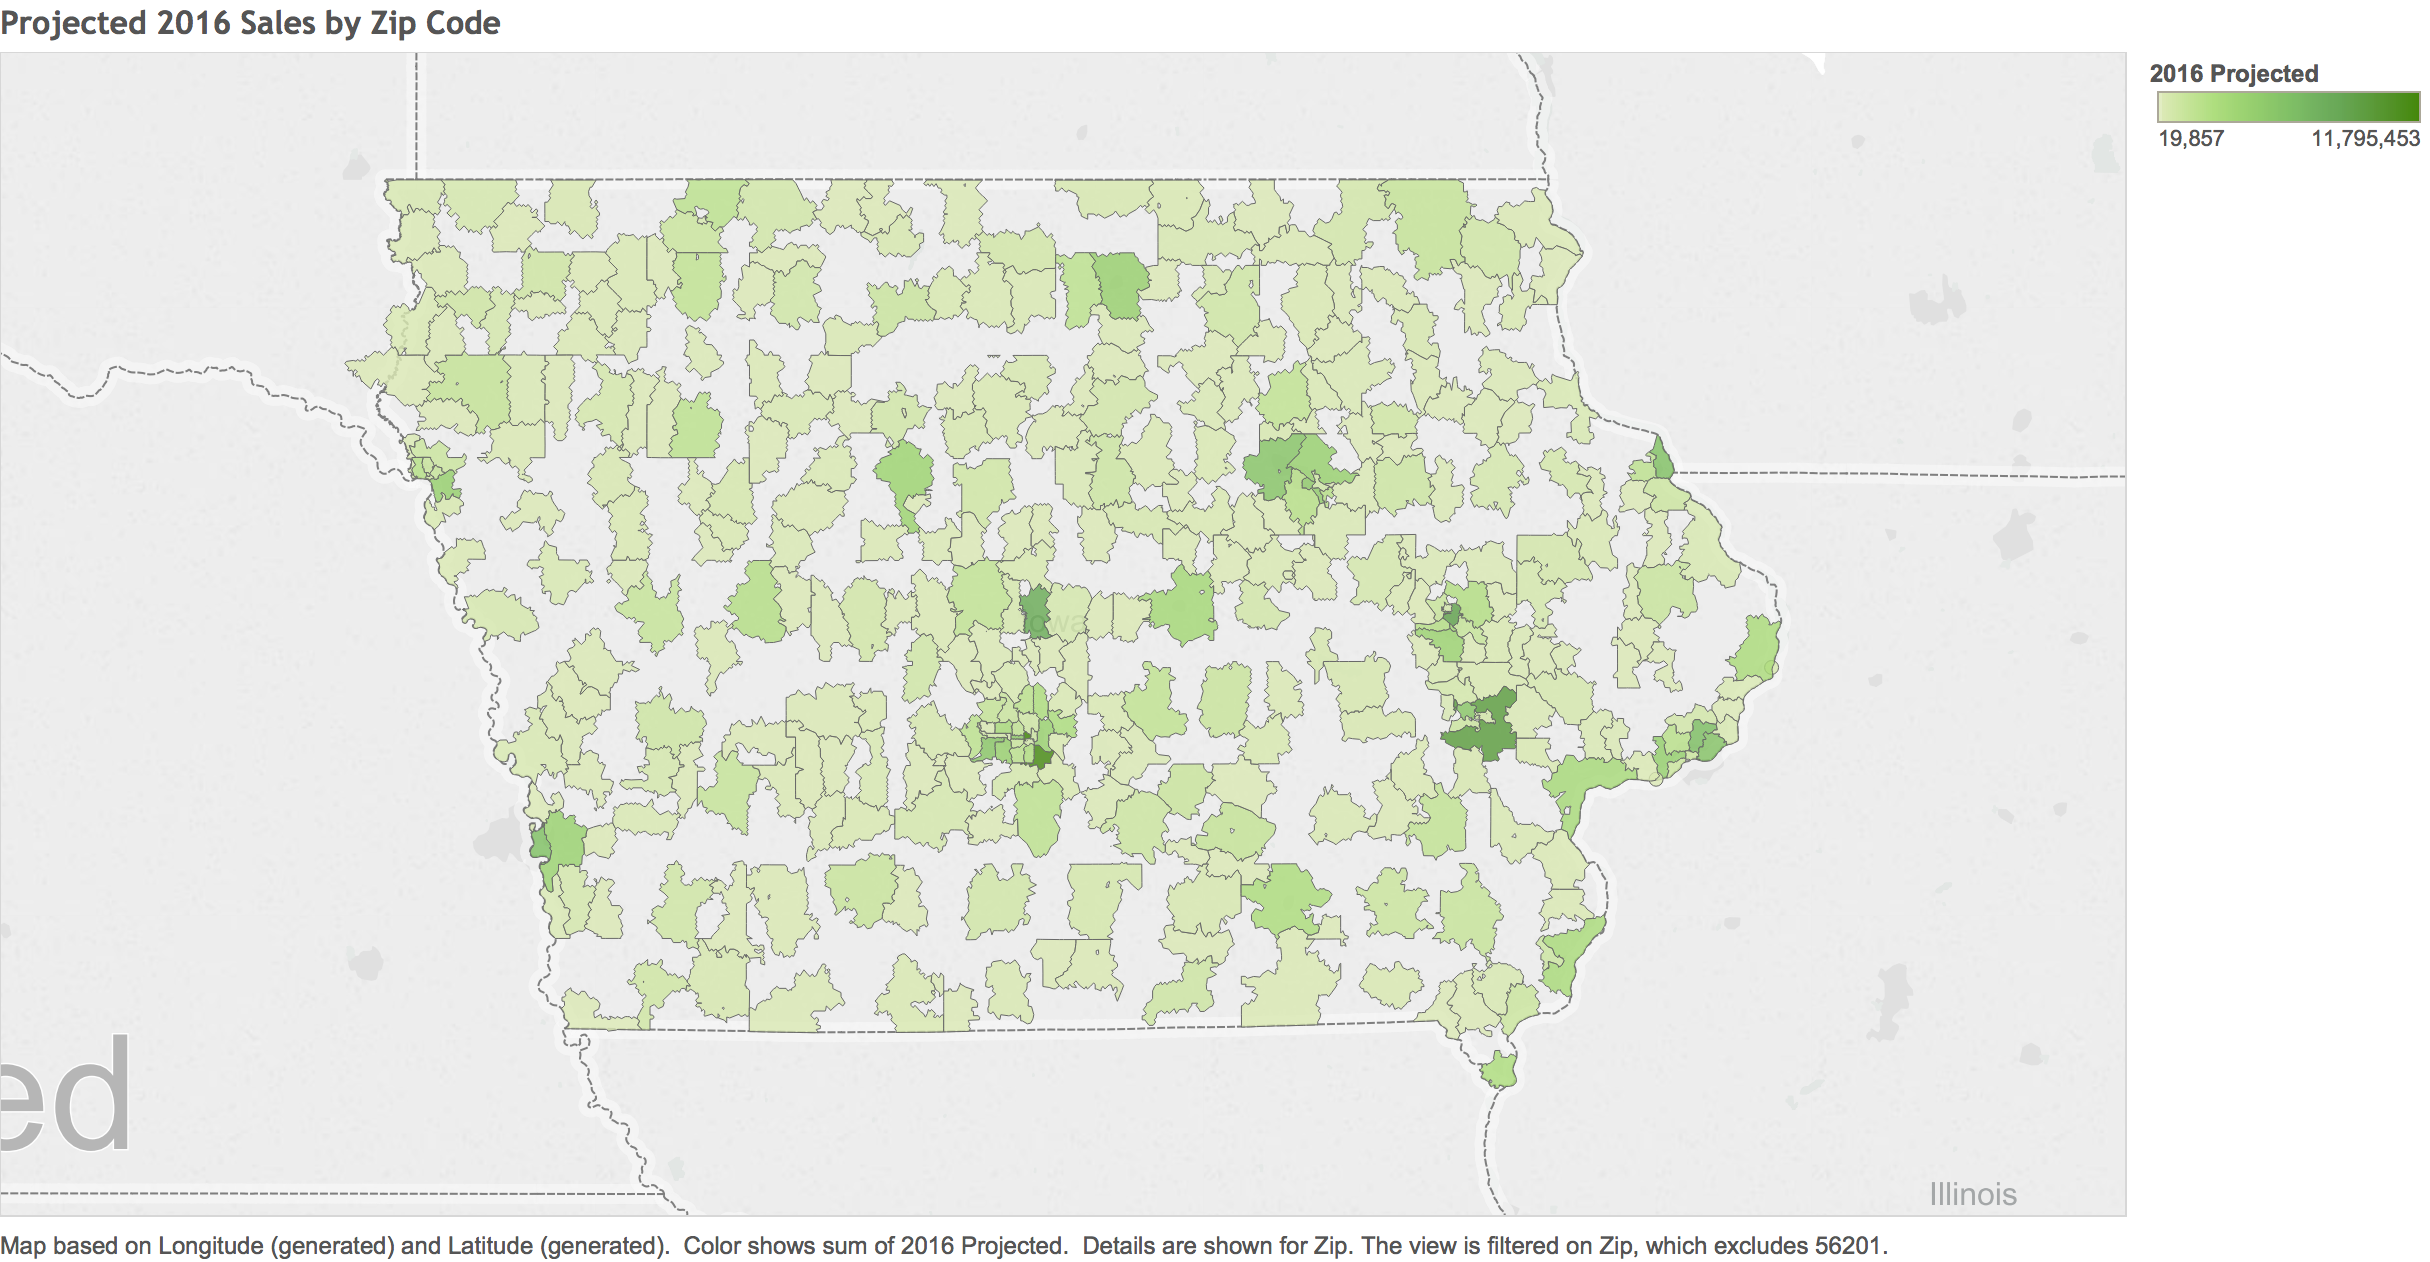 Projected 2016 Sales by Zip Code
2016 Projected
19,857 11,795,453
Iowa
ed
Illinois
Map based on Longitude (generated) and Latitude (generated).  Color shows sum of 2016 Projected.  Details are shown for Zip. The view is filtered on Zip, which excludes 56201.